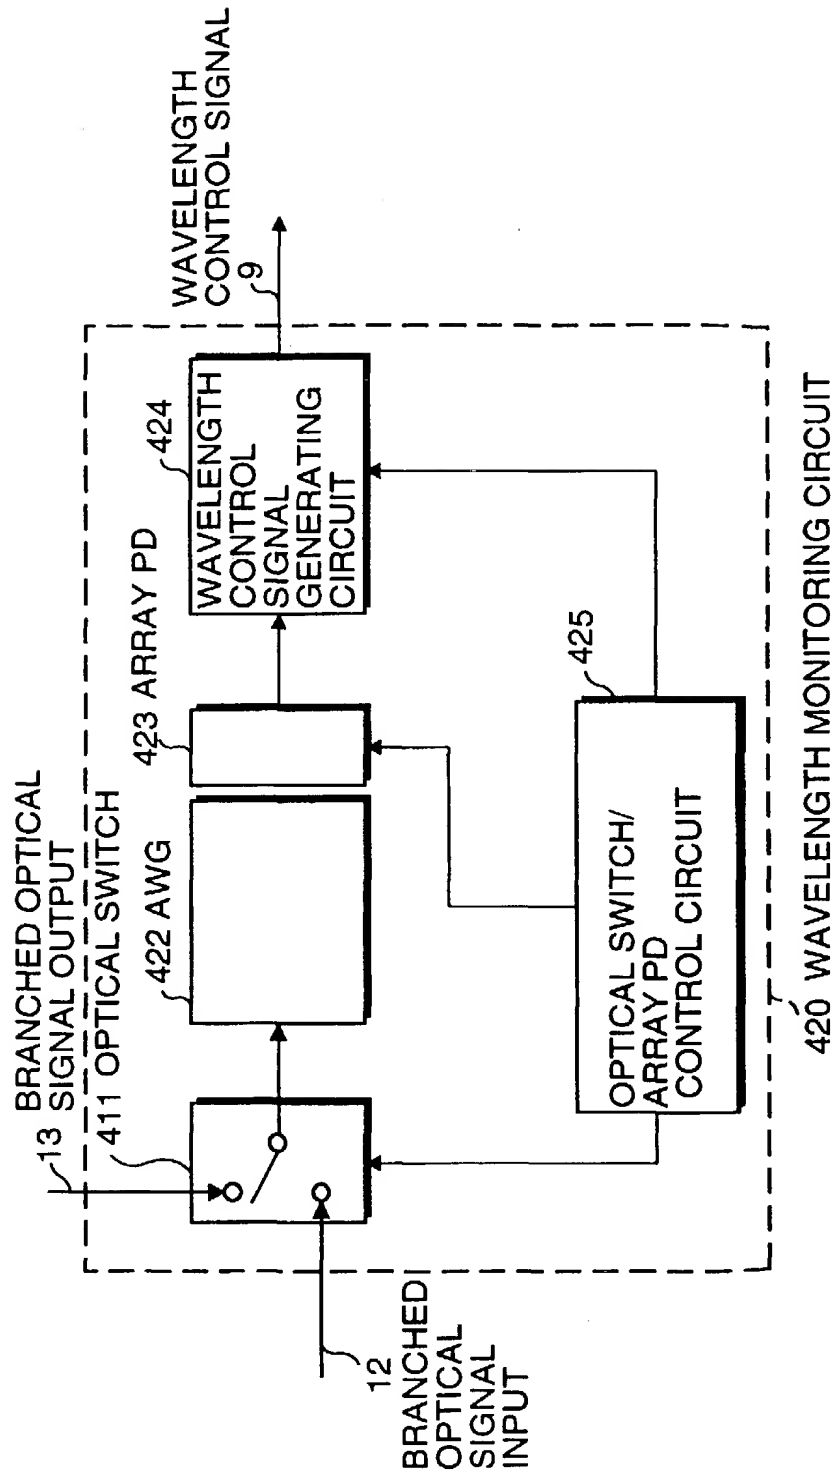 BRANCHED OPTICAL
SIGNAL OUTPUT
13
411 OPTICAL SWITCH
422 AWG
423 ARRAY PD
424
WAVELENGTH
CONTROL
SIGNAL
GENERATING
CIRCUIT
WAVELENGTH
CONTROL SIGNAL
9
12
BRANCHED
OPTICAL
SIGNAL
INPUT
425
OPTICAL SWITCH/
ARRAY PD
CONTROL CIRCUIT
420 WAVELENGTH MONITORING CIRCUIT